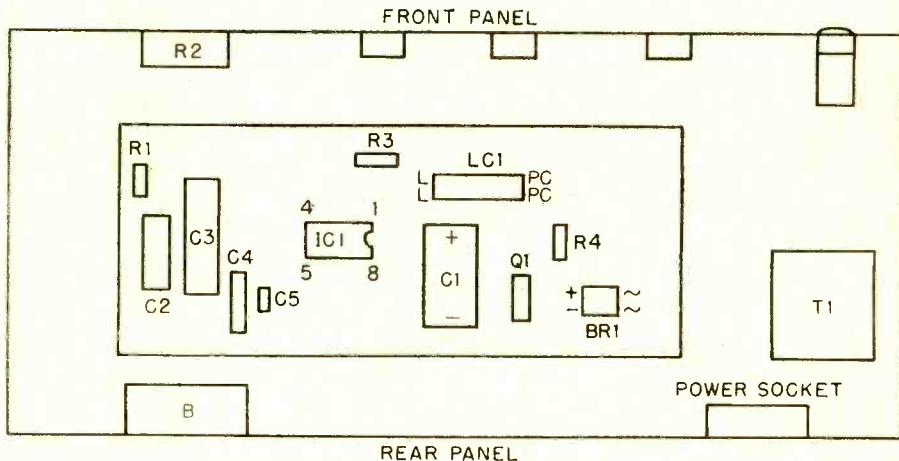 FRONT PANEL
R2
R1
R3
LC1
L PC
L PC
4 1
IC1
5 8
C3
C4
C5
C2
+
C1
−
Q1
R4
+ ~
− ~
BR1
T1
B
POWER SOCKET
REAR PANEL